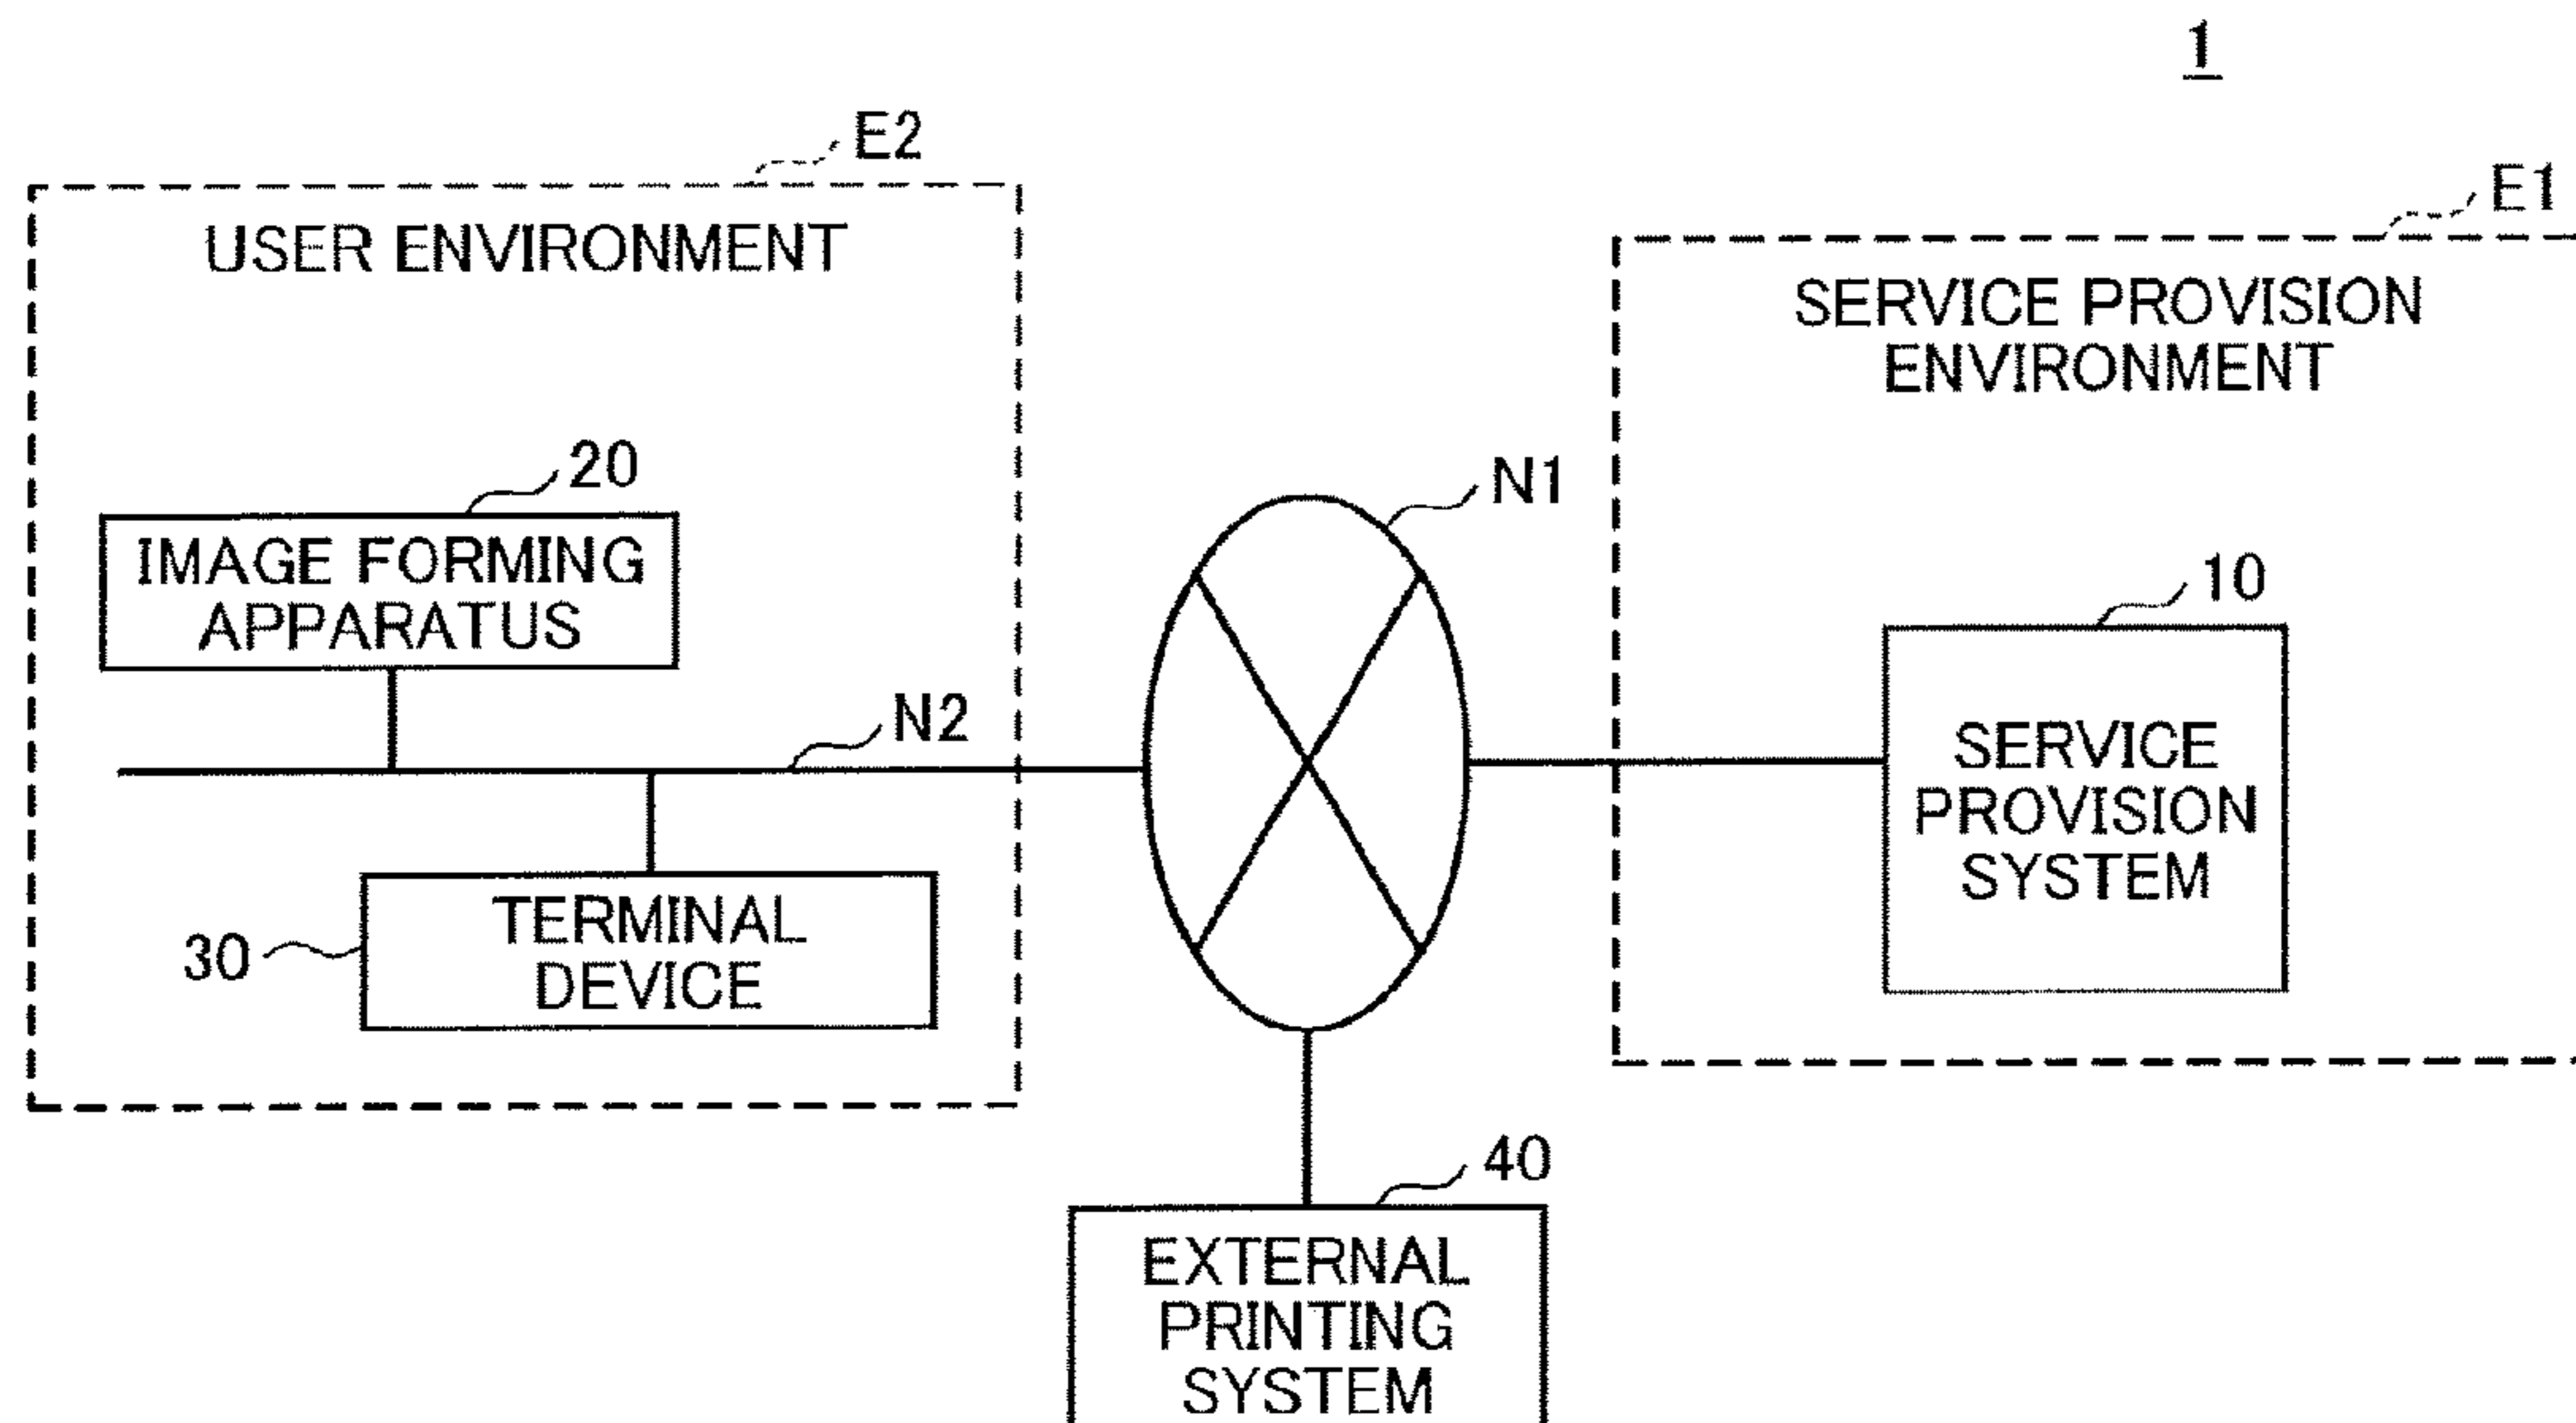 1
E2
E1
USER ENVIRONMENT
SERVICE PROVISION
ENVIRONMENT
20
IMAGE FORMING
APPARATUS
N1
10
SERVICE
PROVISION
SYSTEM
N2
30
TERMINAL
DEVICE
40
EXTERNAL
PRINTING
SYSTEM